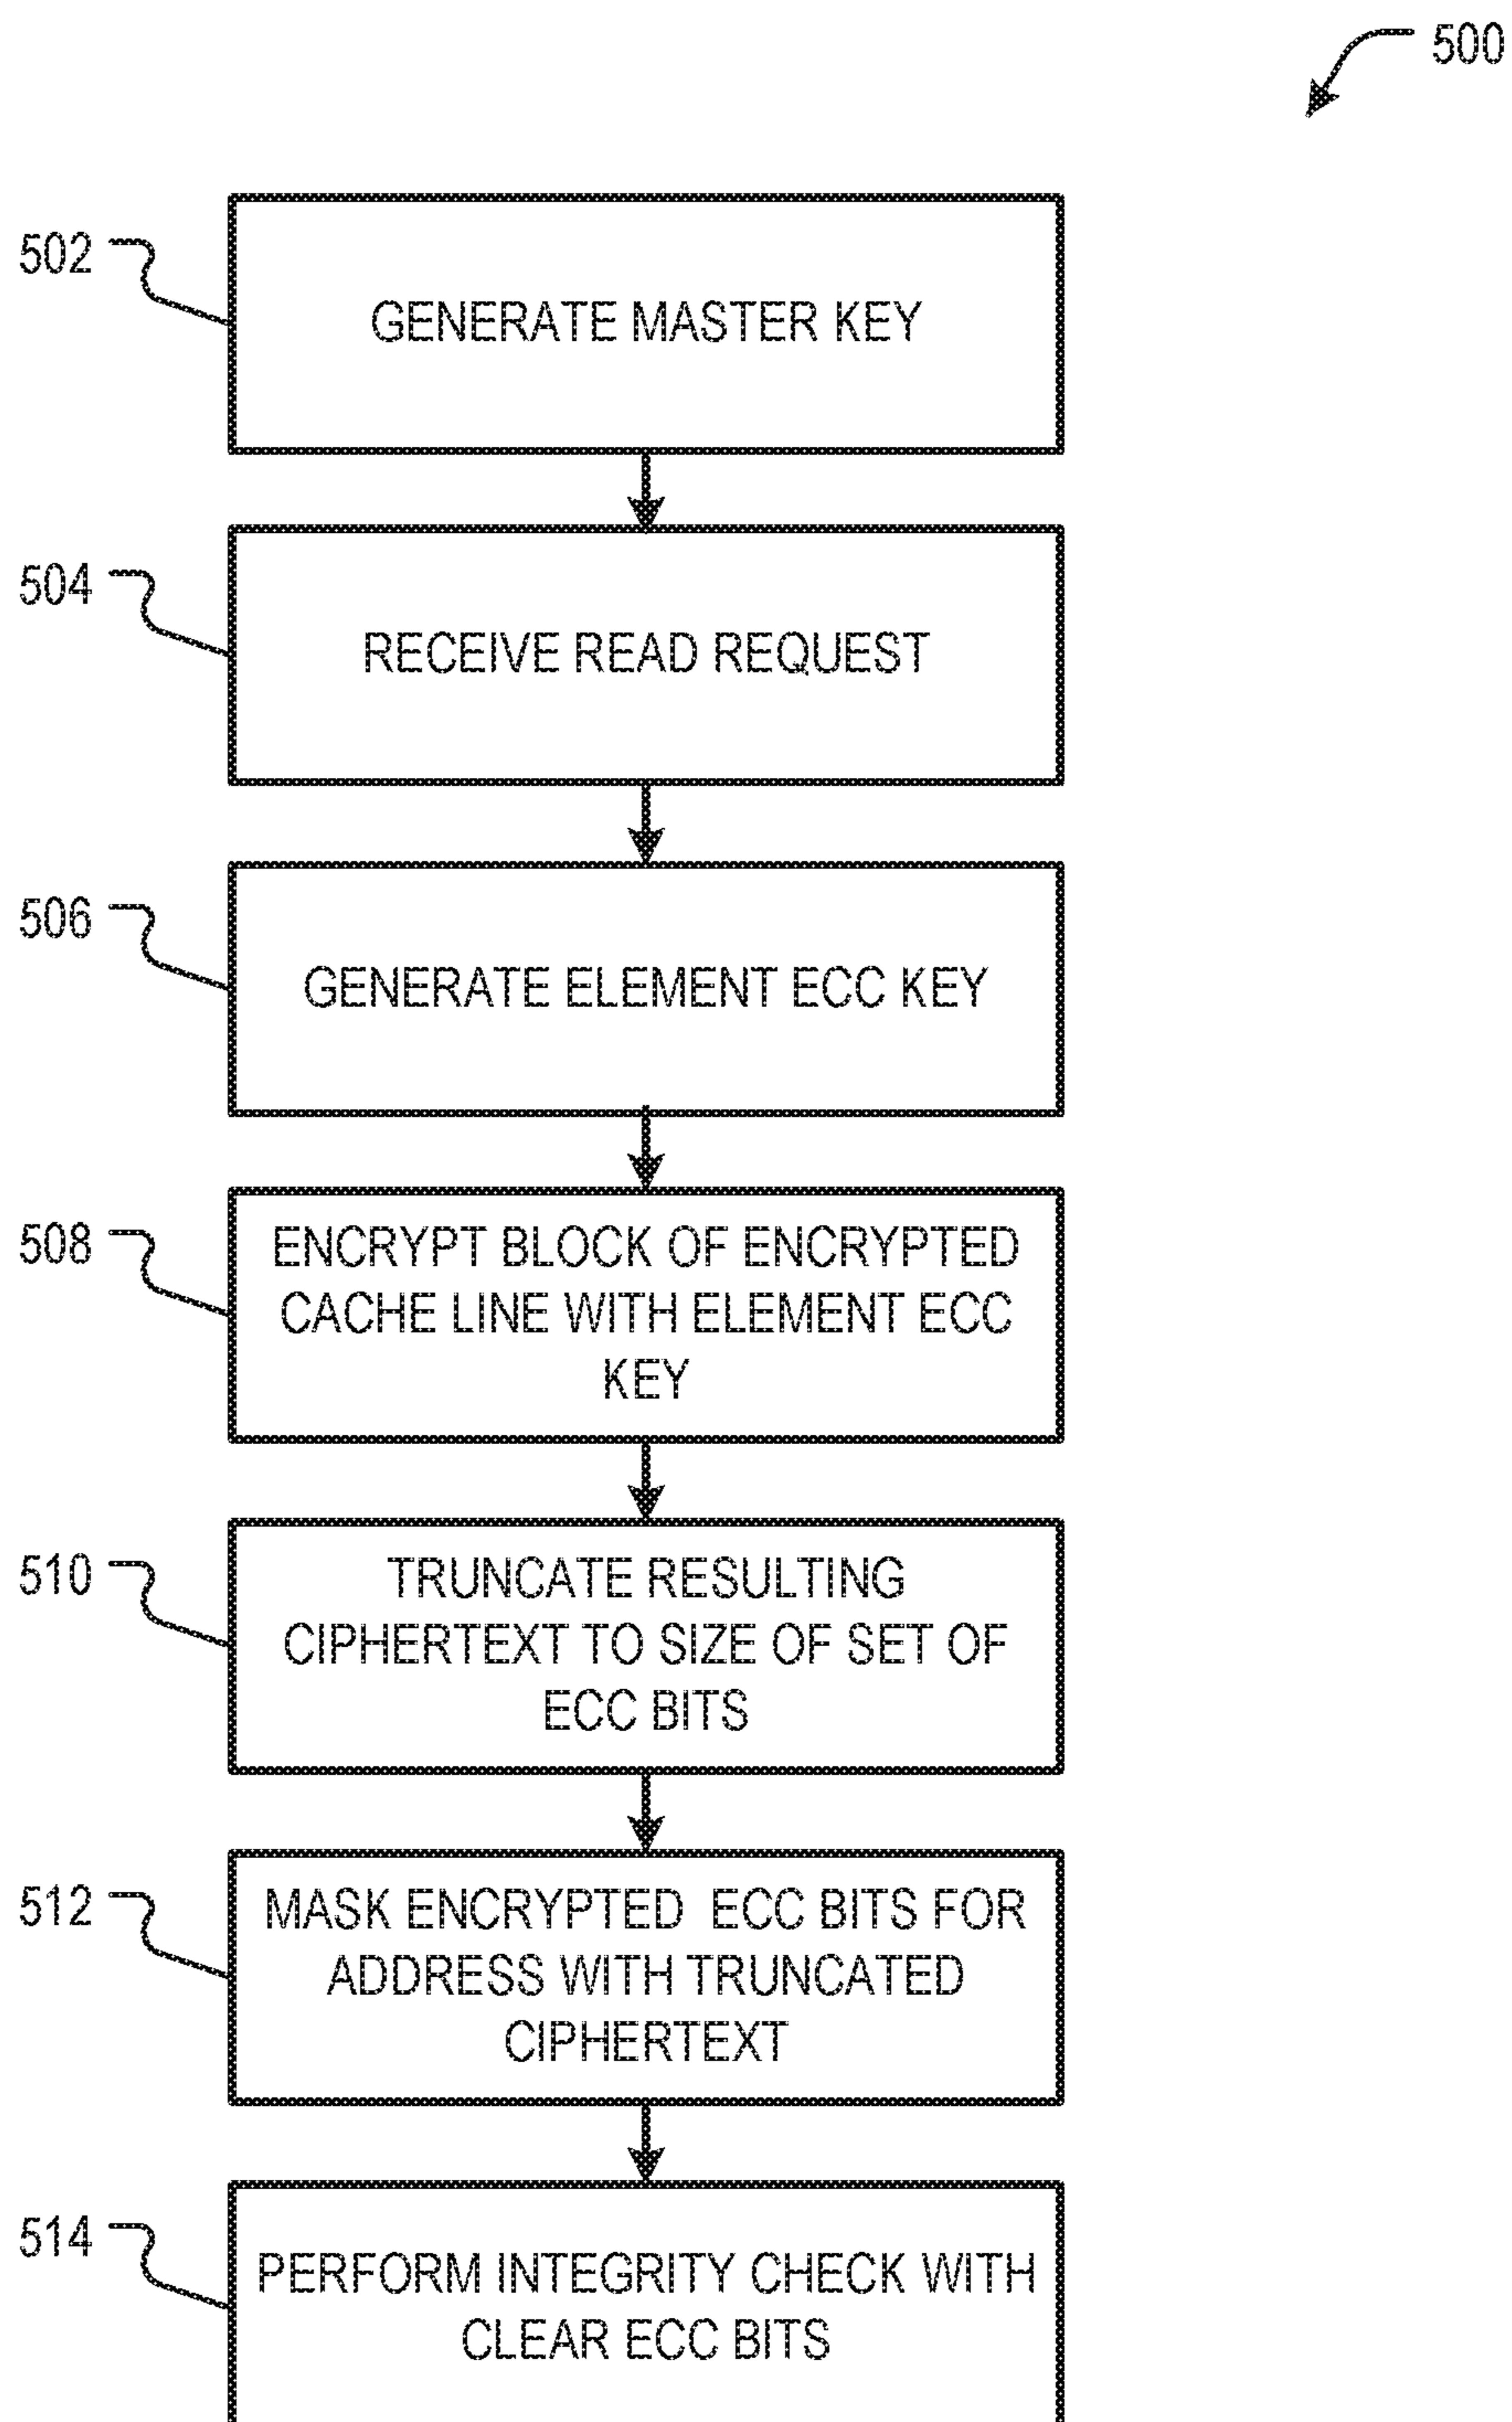 500
502
GENERATE MASTER KEY
504
RECEIVE READ REQUEST
506
GENERATE ELEMENT ECC KEY
508
ENCRYPT BLOCK OF ENCRYPTED
CACHE LINE WITH ELEMENT ECC
KEY
510
TRUNCATE RESULTING
CIPHERTEXT TO SIZE OF SET OF
ECC BITS
512
MASK ENCRYPTED ECC BITS FOR
ADDRESS WITH TRUNCATED
CIPHERTEXT
514
PERFORM INTEGRITY CHECK WITH
CLEAR ECC BITS